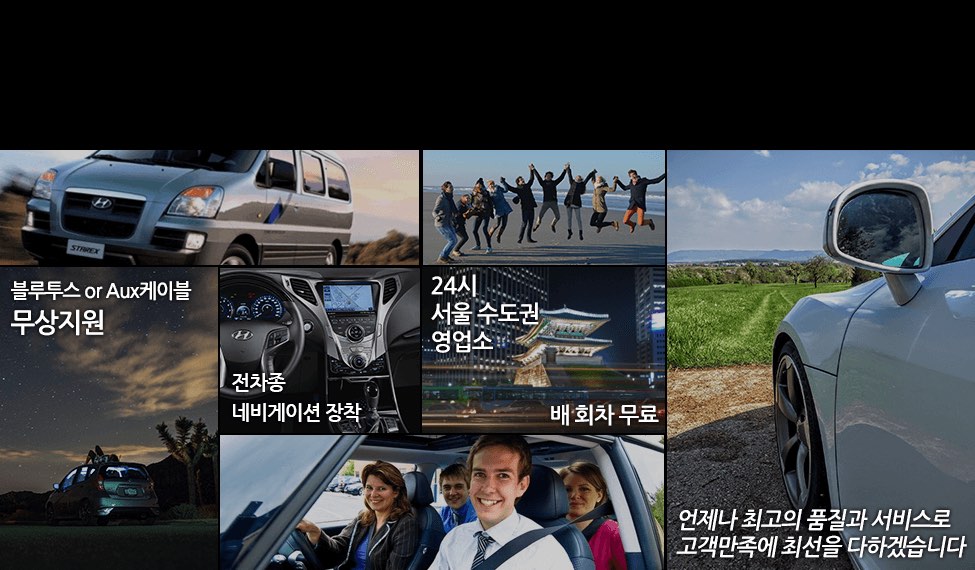 STAREX
블루투스 or Aux케이블
무상지원
전차종
네비게이션 장착
24시
서울 수도권
영업소
배 회차 무료
언제나 최고의 품질과 서비스로
고객만족에 최선을 다하겠습니다